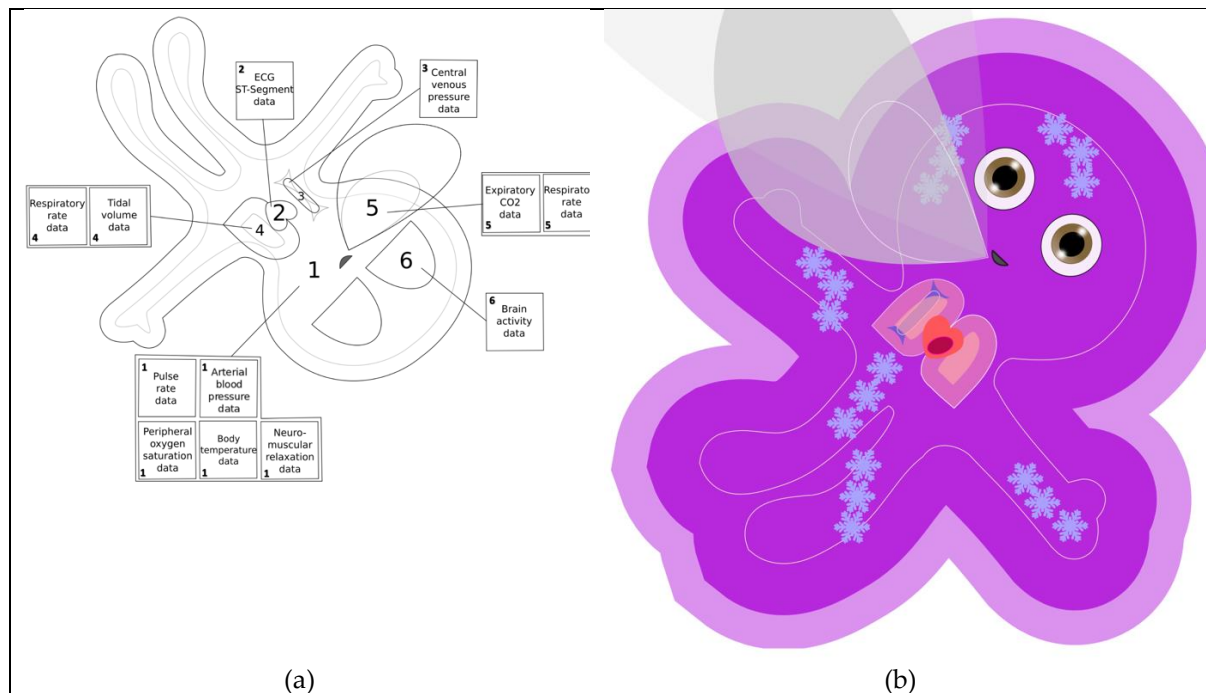 2
ECG
ST-Segment
data
3
Central
venous
pressure
data
Respiratory
rate
data
4
Tidal
volume
data
4
2
3
4
5
Expiratory
CO2
data
5
Respirato
rate
data
5
1
6
6
Brain
activity
data
1
Pulse
rate
data
1
Arterial
blood
pressure
data
Peripheral
oxygen
saturation
data
1
Body
temperature
data
1
Neuro-
muscular
relaxation
data
1
(a)
(b)